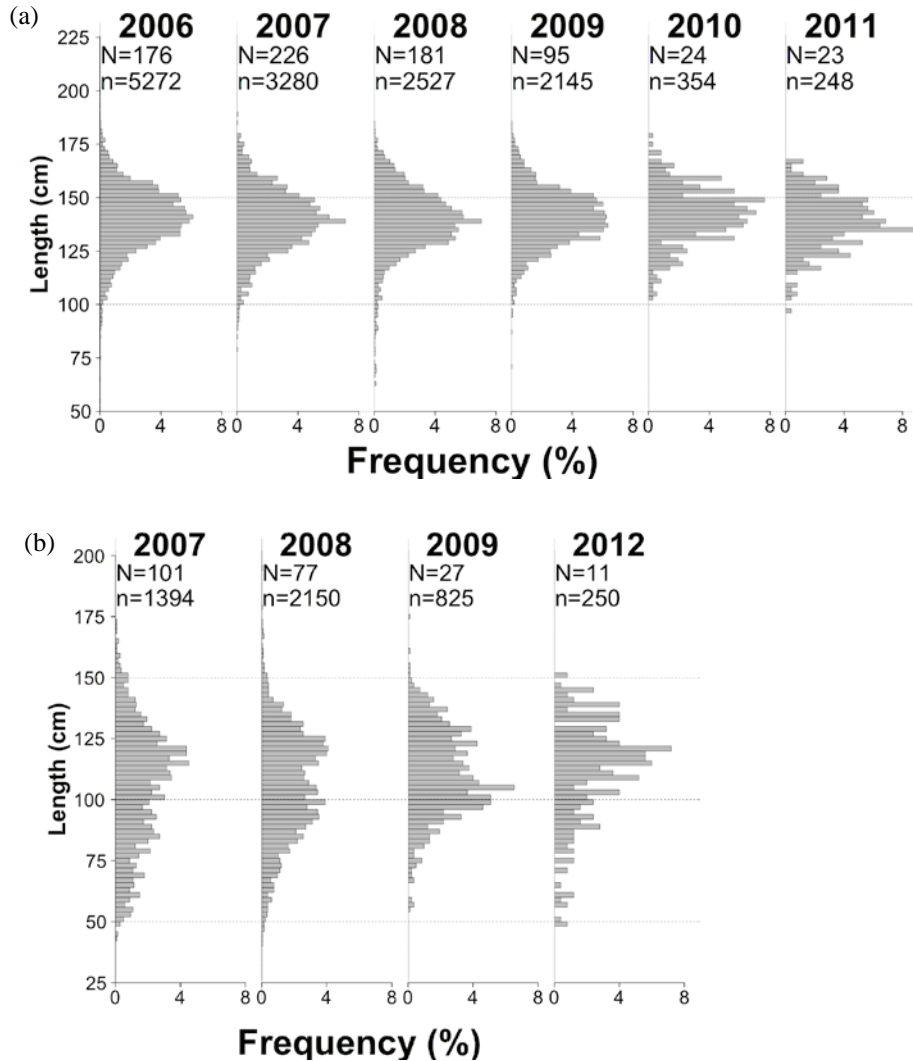 (a)
2006 2007 2008 2009 2010 2011
N=176 N=226 N=181 N=95 N=24 N=23
n=5272 n=3280 n=2527 n=2145 n=354 n=248
225
200
175
150
125
100
75
50
Length (cm)
0 4 8 0 4 8 0 4 8 0 4 8 0 4 8 0 4 8
Frequency (%)
(b)
2007 2008 2009 2012
N=101 N=77 N=27 N=11
n=1394 n=2150 n=825 n=250
200
175
150
125
100
75
50
25
Length (cm)
0 4 8 0 4 8 0 4 8 0 4 8
Frequency (%)